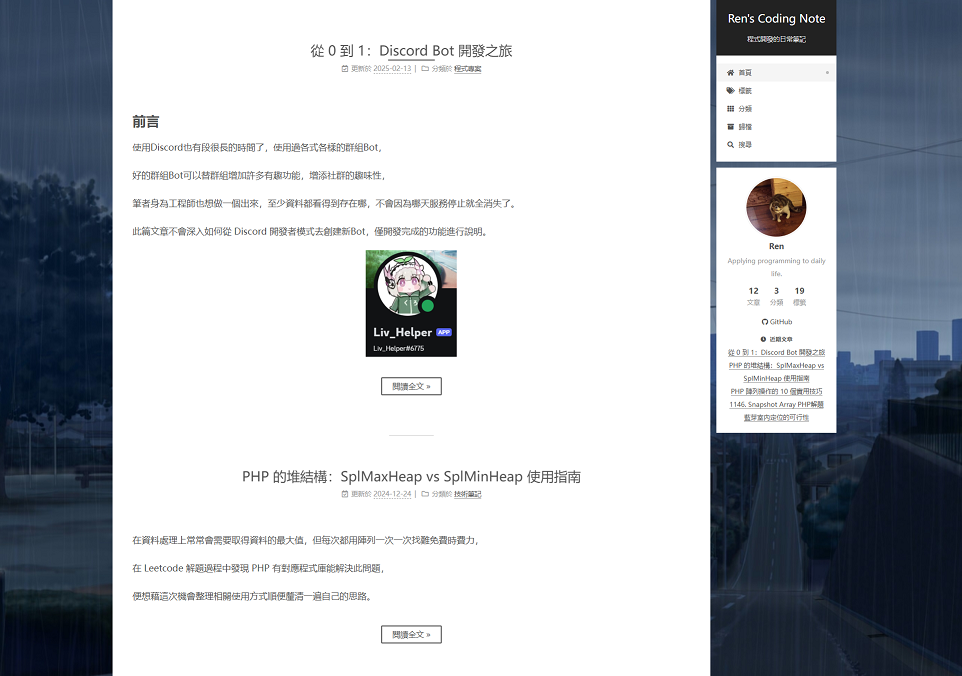 從 0 到 1：Discord Bot 開發之旅
更新於 2025-02-13 | 分類於 程式專案
前言
使用Discord也有段很長的時間了，使用過各式各樣的群組Bot，
好的群組Bot可以替群組增加許多有趣功能，增添社群的趣味性，
筆者身為工程師也想做一個出來，至少資料都看得到存在哪，不會因為哪天服務停止就全消失了。
此篇文章不會深入如何從 Discord 開發者模式去創建新Bot，僅開發完成的功能進行說明。
Liv_Helper APP
Liv_Helper#6775
閱讀全文 »
PHP 的堆結構：SplMaxHeap vs SplMinHeap 使用指南
更新於 2024-12-24 | 分類於 技術筆記
在資料處理上常常會需要取得資料的最大值，但每次都用陣列一次一次找難免費時費力，
在 Leetcode 解題過程中發現 PHP 有對應程式庫能解決此問題，
便想藉這次機會整理相關使用方式順便釐清一遍自己的思路。
閱讀全文 »
Ren's Coding Note
程式開發的日常筆記
首頁
標籤
分類
歸檔
搜尋
Ren
Applying programming to daily
life.
12 3 19
文章 分類 標籤
GitHub
近期文章
從 0 到 1：Discord Bot 開發之旅
PHP 的堆結構：SplMaxHeap vs
SplMinHeap 使用指南
PHP 陣列操作的 10 個實用技巧
1146. Snapshot Array PHP解題
藍芽室內定位的可行性